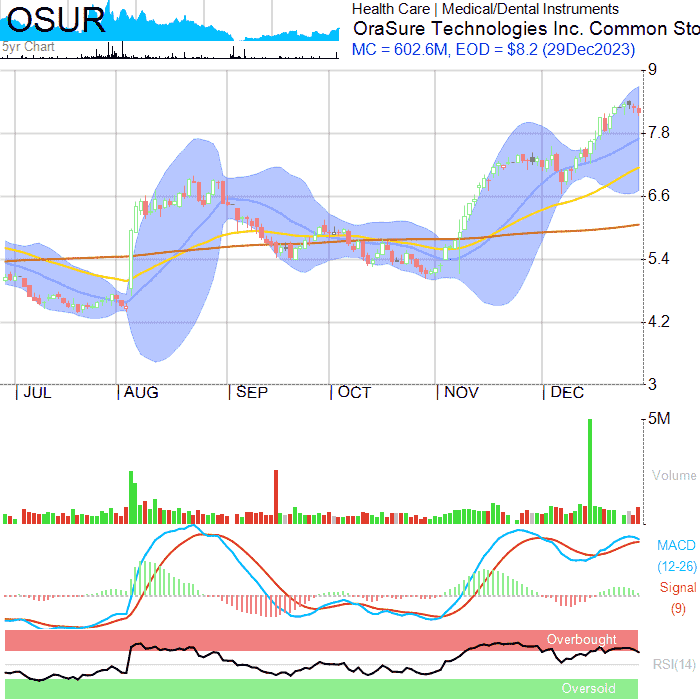 OSUR
5yr Chart
Health Care | Medical/Dental Instruments
OraSure Technologies Inc. Common Sto
MC = 602.6M, EOD = $8.2 (29Dec2023)
9
7.8
6.6
5.4
4.2
3
JUL AUG SEP OCT NOV DEC
5M
Volume
MACD
(12-26)
Signal
(9)
Overbought
RSI(14)
Oversold